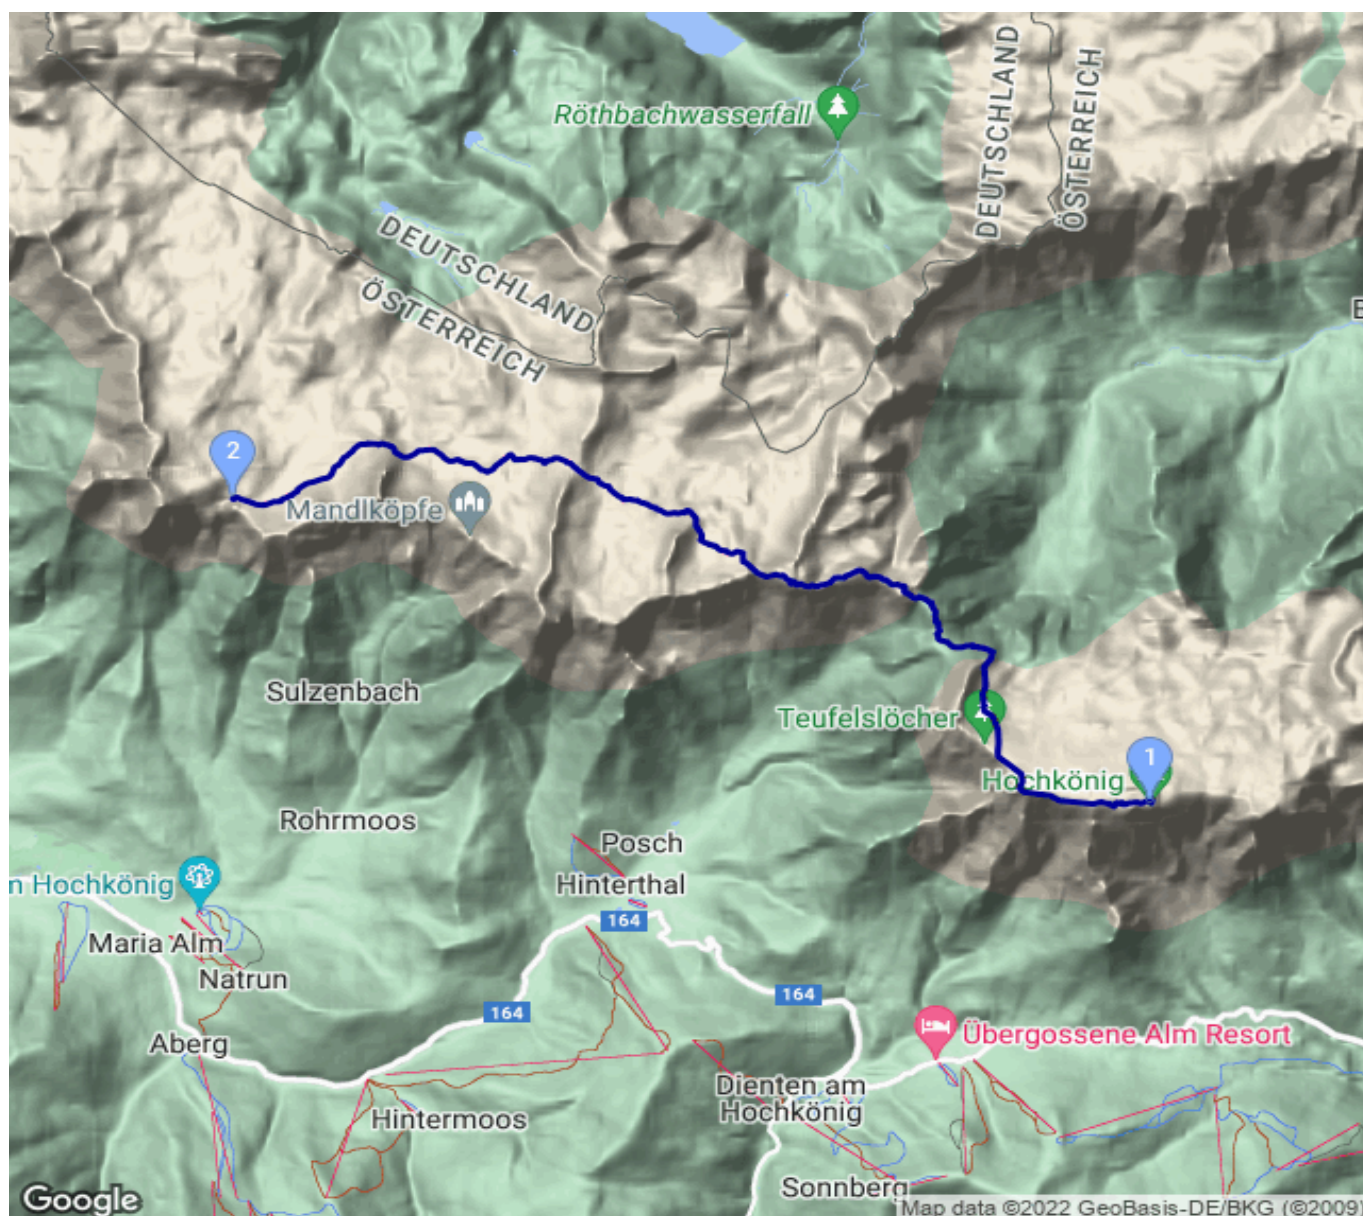 Röthbachwasserfall
DEUTSCHLAND
ÖSTERREICH
DEUTSCHLAND
ÖSTERREICH
E
2
Mandlköpfe
Sulzenbach
Teufelslöcher
1
Hochkönig
Rohrmoos
Posch
n Hochkönig
Hinterthal
164
Maria Alm
Natrun
164
164
Aberg
Übergossene Alm Resort
Dienten am
Hochkönig
Hintermoos
Sonnberg
Google
Map data ©2022 GeoBasis-DE/BKG (©2009)